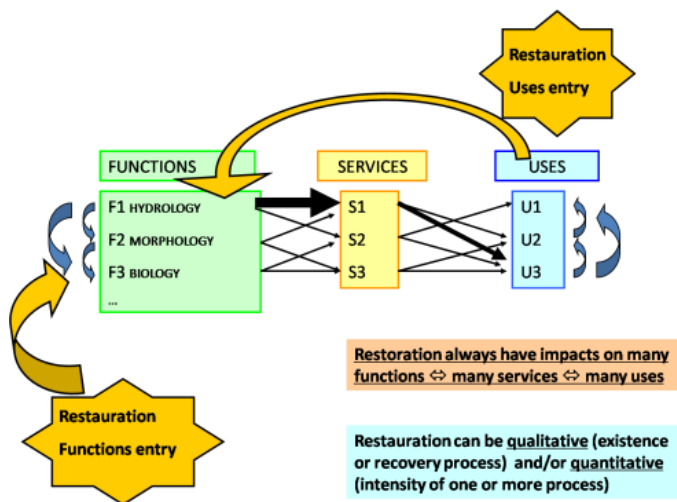 Restauration
Uses entry
FUNCTIONS
SERVICES
USES
F1 HYDROLOGY
F2 MORPHOLOGY
F3 BIOLOGY
...
S1
S2
S3
U1
U2
U3
Restauration
Functions entry
Restoration always have impacts on many
functions ⇔ many services ⇔ many uses
Restauration can be qualitative (existence
or recovery process) and/or quantitative
(intensity of one or more process)